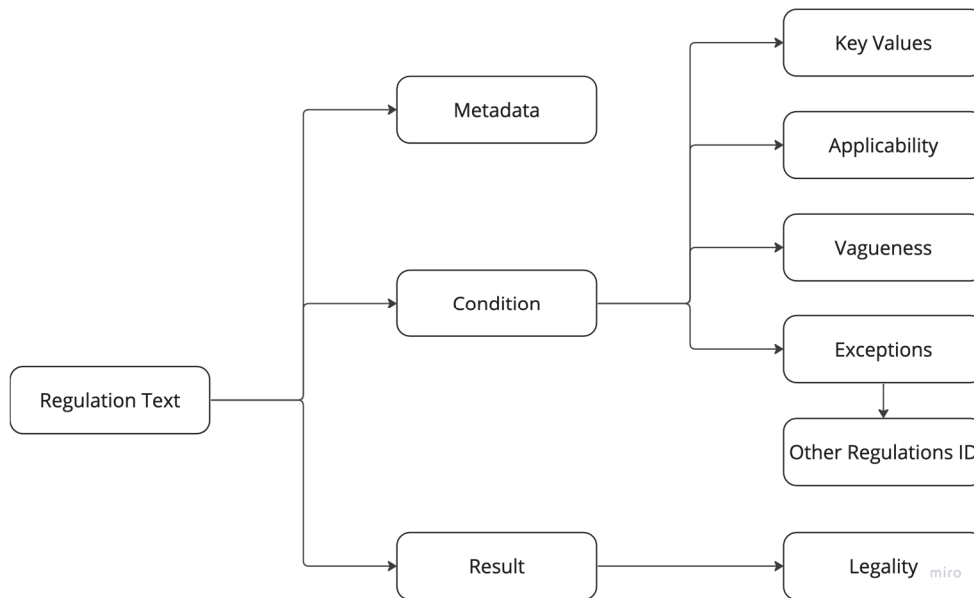 Key Values
Metadata
Applicability
Vagueness
Condition
Exceptions
Regulation Text
Other Regulations ID
Result
Legality
miro